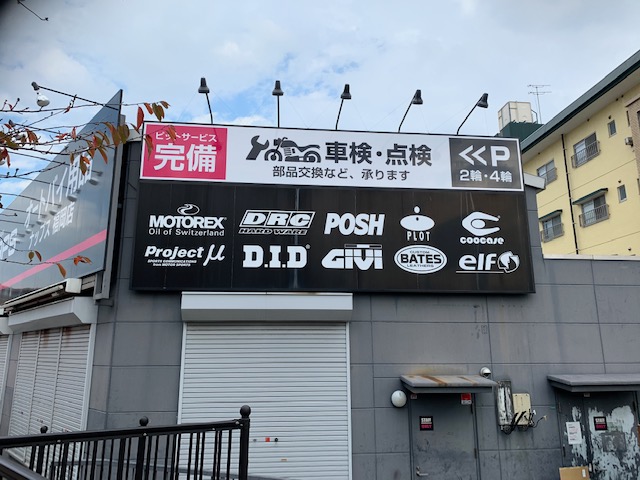 ピットサービス
完備
車検・点検
部品交換など、承ります
<<P
2輪・4輪
MOTOREX
Oil of Switzerland
DRC
HARD WARE
POSH
PLOT
COOCASE
Project μ
D.I.D
GIVI
BATES
LEATHERS
elf